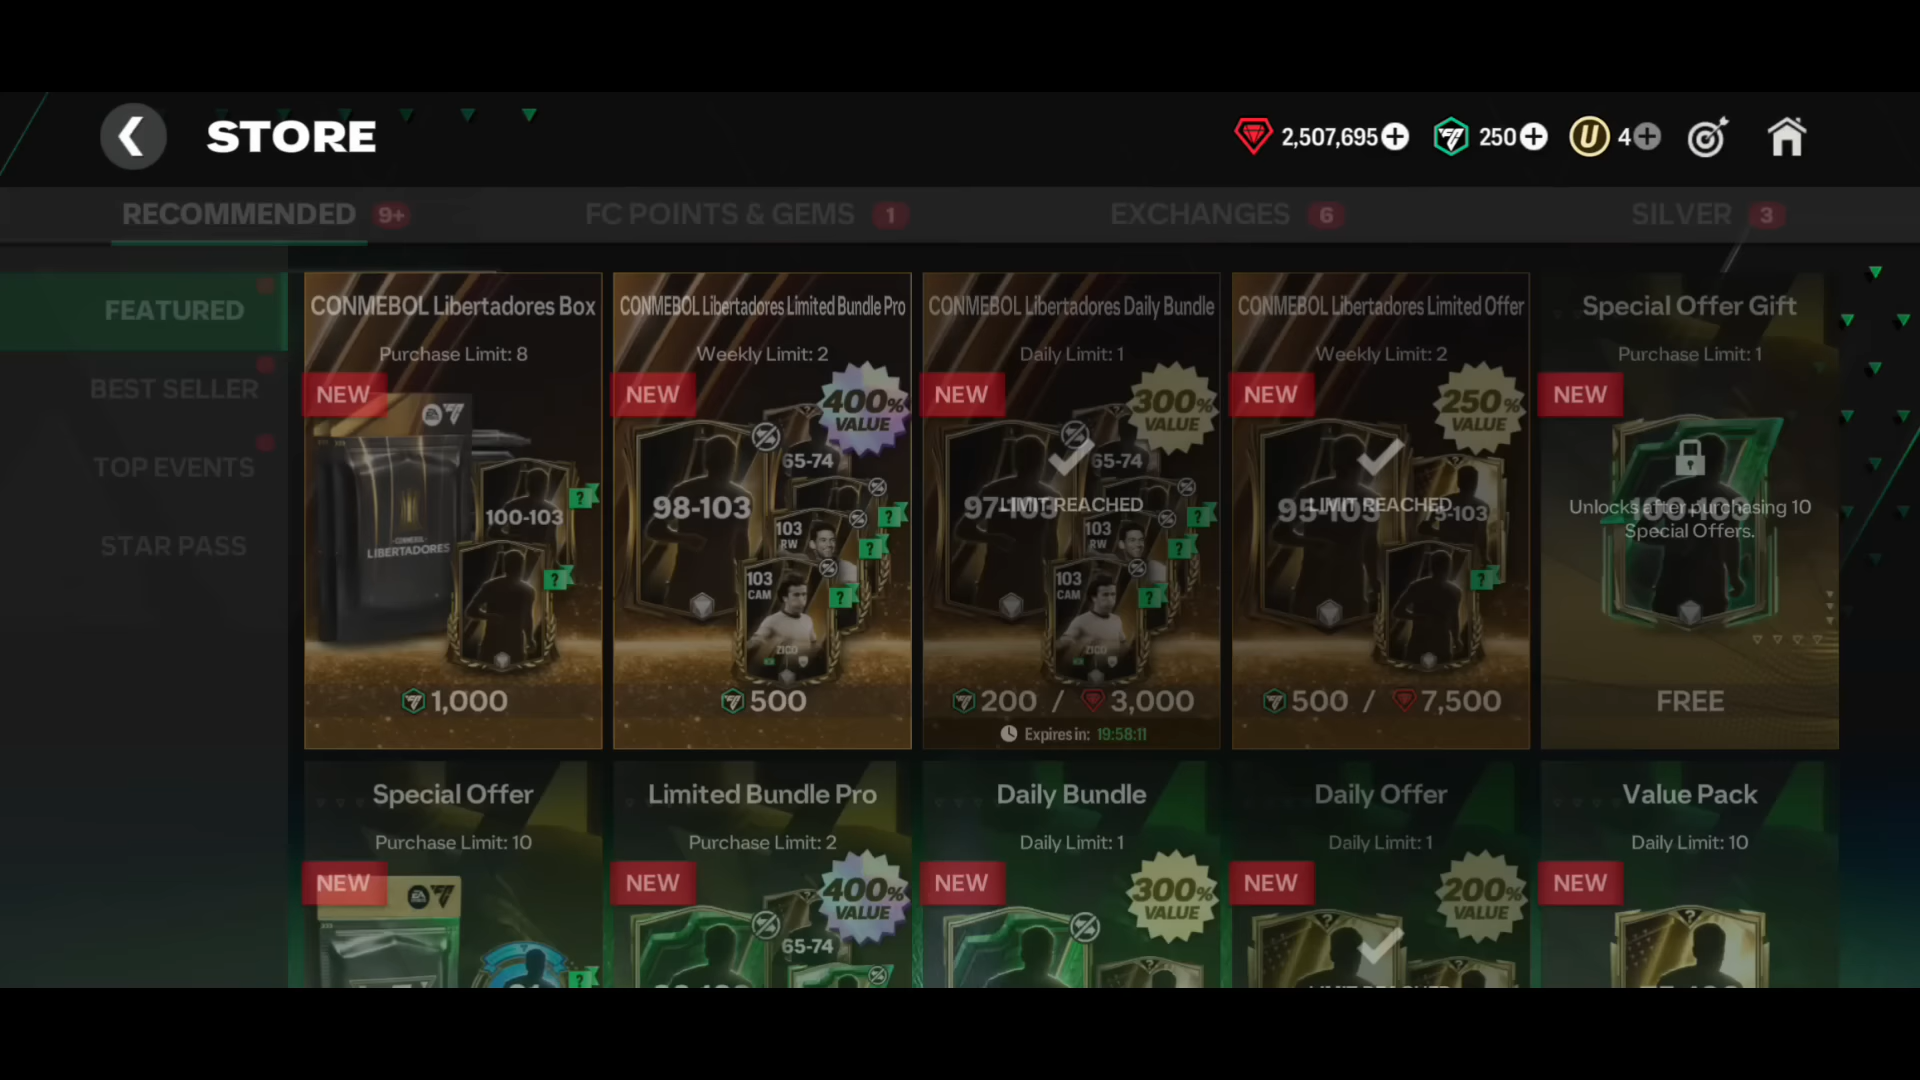 STORE
2,507,695
250
4
RECOMMENDED 9+
FC POINTS & GEMS 1
EXCHANGES 6
SILVER 3
FEATURED
BEST SELLER
TOP EVENTS
STAR PASS
CONMEBOL Libertadores Box
Purchase Limit: 8
NEW
CONMEBOL
LIBERTADORES
100-103
?
?
1,000
CONMEBOL Libertadores Limited Bundle Pro
Weekly Limit: 2
NEW
400%
VALUE
65-74
98-103
103
RW
103
CAM
ZICO
?
?
?
500
CONMEBOL Libertadores Daily Bundle
Daily Limit: 1
NEW
300%
VALUE
65-74
LIMIT REACHED
103
RW
103
CAM
ZICO
?
?
?
200 / 3,000
Expires in: 19:58:11
CONMEBOL Libertadores Limited Offer
Weekly Limit: 2
NEW
250%
VALUE
LIMIT REACHED
?
500 / 7,500
Special Offer Gift
Purchase Limit: 1
NEW
Unlocks after purchasing 10
Special Offers.
FREE
Special Offer
Purchase Limit: 10
NEW
Limited Bundle Pro
Purchase Limit: 2
NEW
400%
VALUE
65-74
Daily Bundle
Daily Limit: 1
NEW
300%
VALUE
Daily Offer
Daily Limit: 1
NEW
200%
VALUE
Value Pack
Daily Limit: 10
NEW